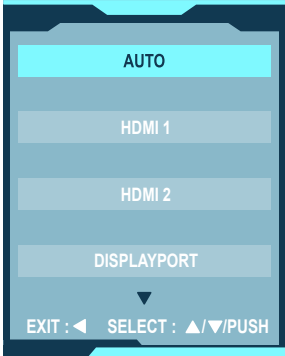 AUTO
HDMI 1
HDMI 2
DISPLAYPORT
▼
EXIT : ◀ SELECT : ▲/▼/PUSH